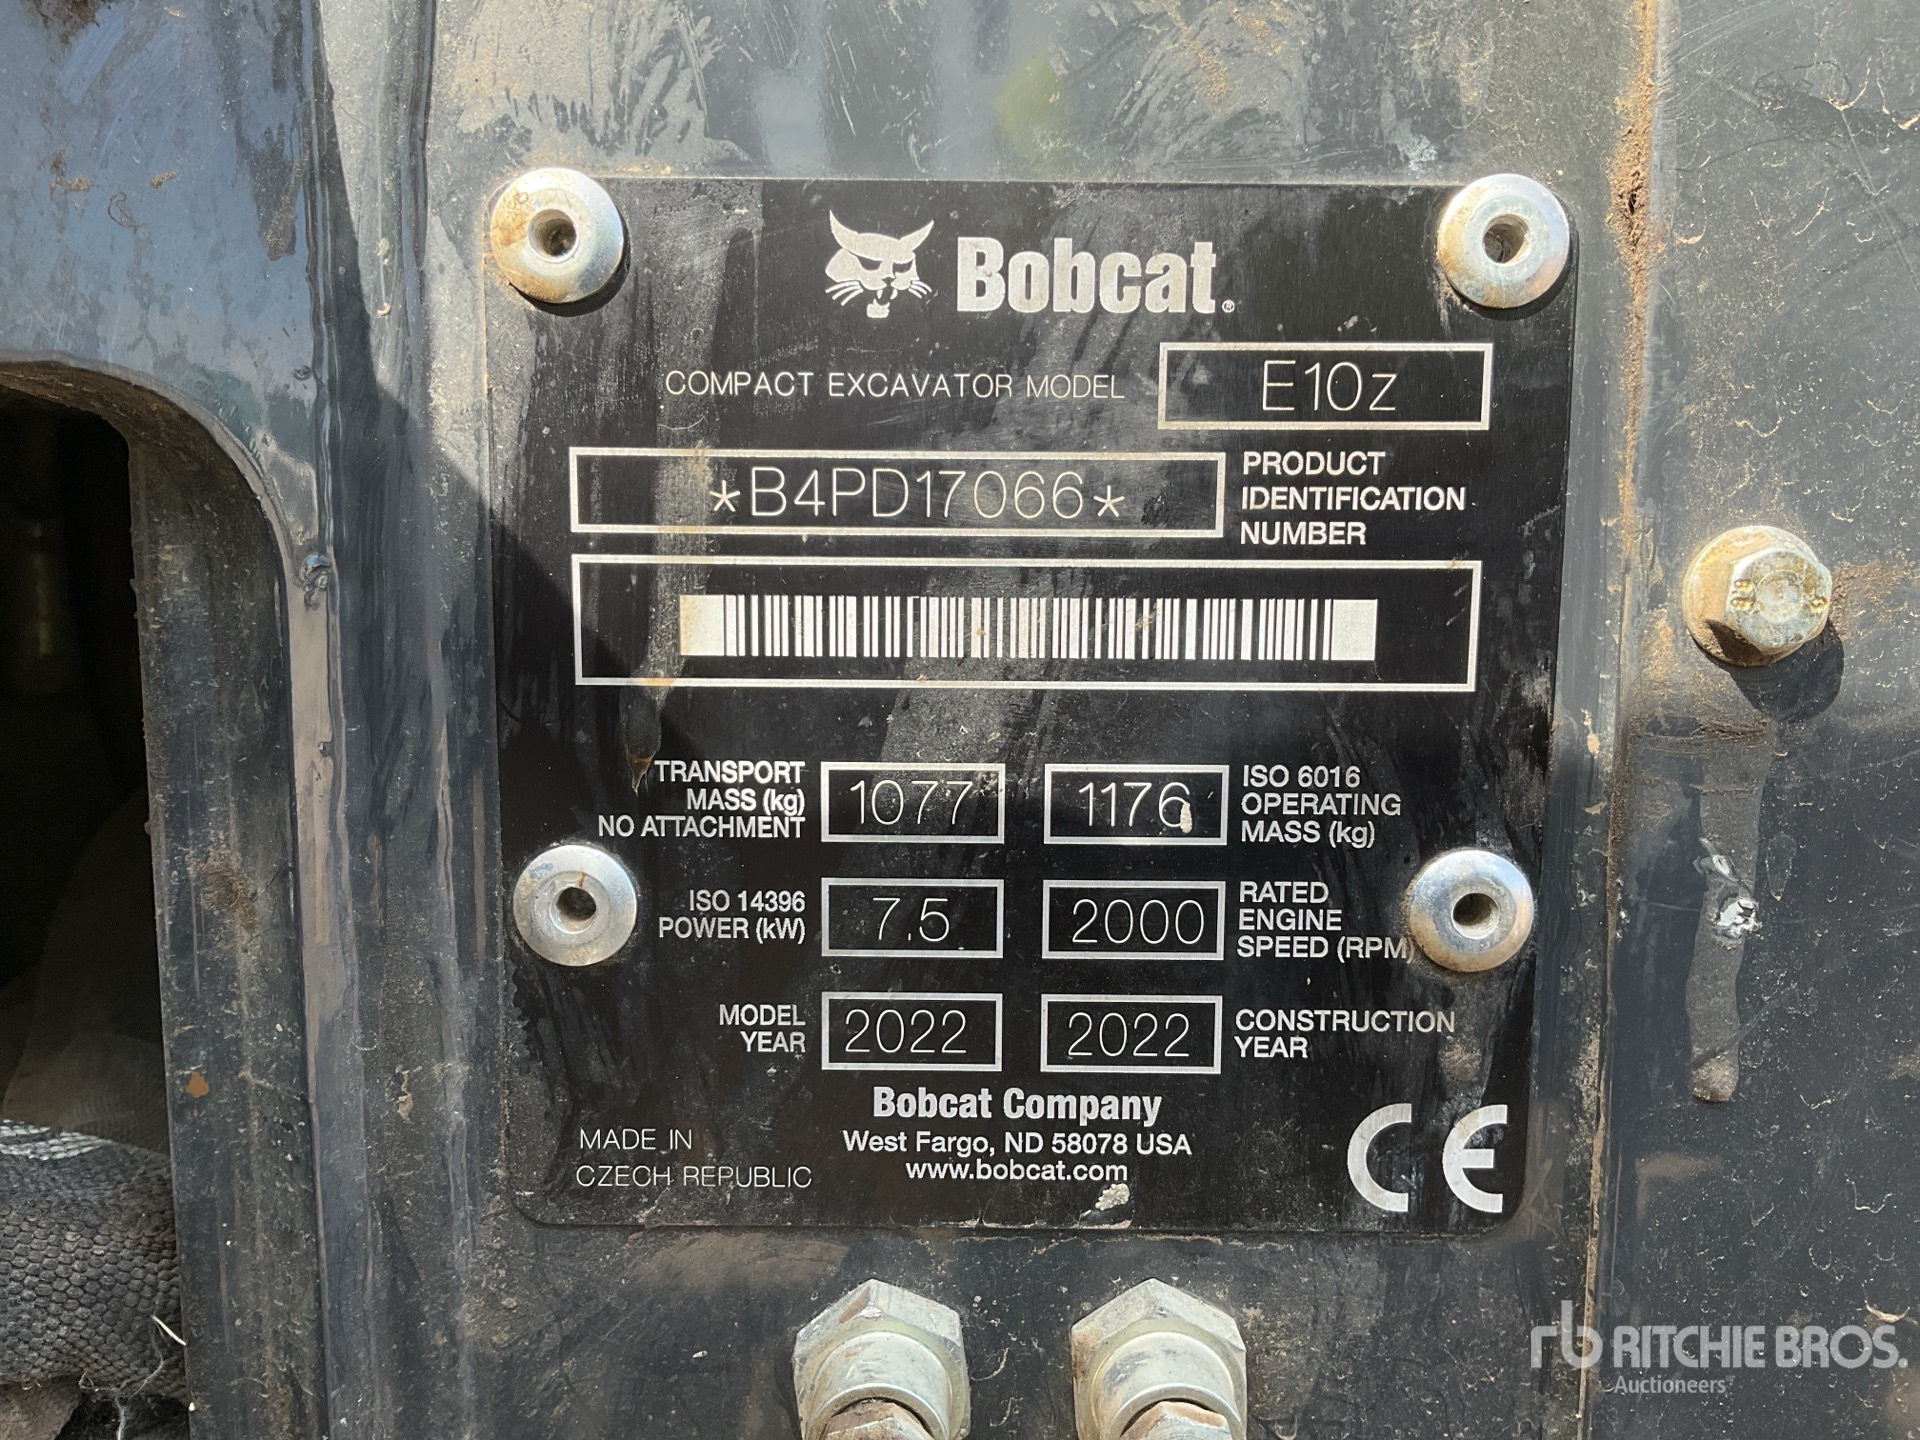 Bobcat®
COMPACT EXCAVATOR MODEL E10z
*B4PD17066* PRODUCT
IDENTIFICATION
NUMBER
TRANSPORT
MASS (kg)
NO ATTACHMENT
1077
1176
ISO 6016
OPERATING
MASS (kg)
ISO 14396
POWER (kW)
7.5
2000
RATED
ENGINE
SPEED (RPM)
MODEL
YEAR
2022
2022
CONSTRUCTION
YEAR
Bobcat Company
West Fargo, ND 58078 USA
www.bobcat.com
MADE IN
CZECH REPUBLIC
CE
rb RITCHIE BROS.
Auctioneers